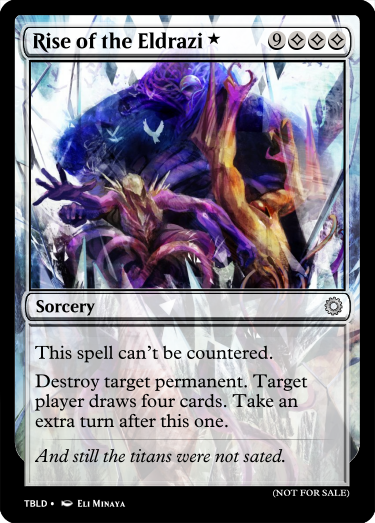 Rise of the Eldrazi ★ 9
Sorcery
This spell can't be countered.
Destroy target permanent. Target
player draws four cards. Take an
extra turn after this one.
And still the titans were not sated.
(NOT FOR SALE)
TBLD • Eli Minaya